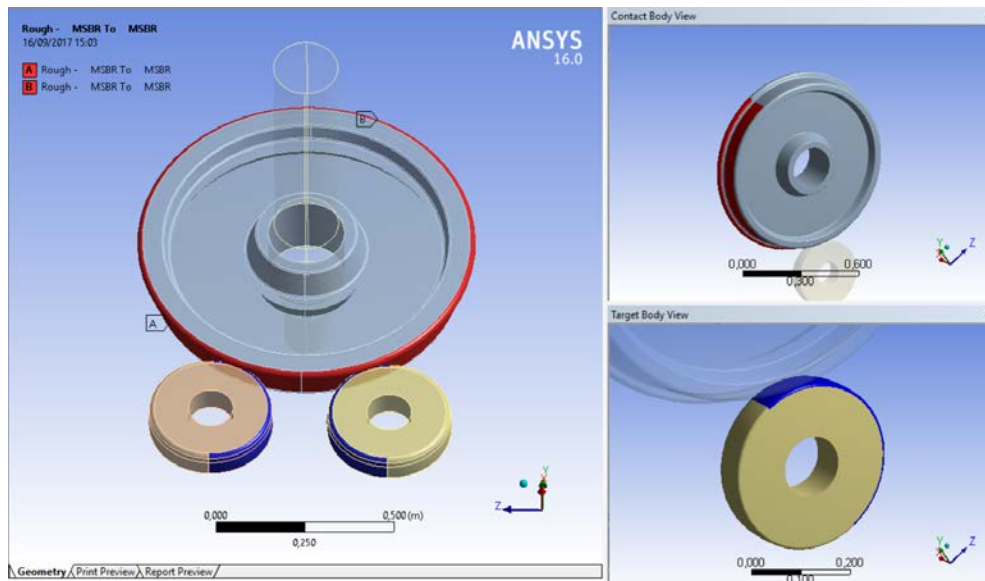 Rough - MSBR To MSBR
16/09/2017 15:03
A Rough - MSBR To MSBR
B Rough - MSBR To MSBR
ANSYS
16.0
B
A
0,000
0,500 (m)
0,250
Z
Y
Geometry Print Preview Report Preview
Contact Body View
0,000
0,600
0,300
Y
Z
Target Body View
0,000
0,200
0,100
Y
Z